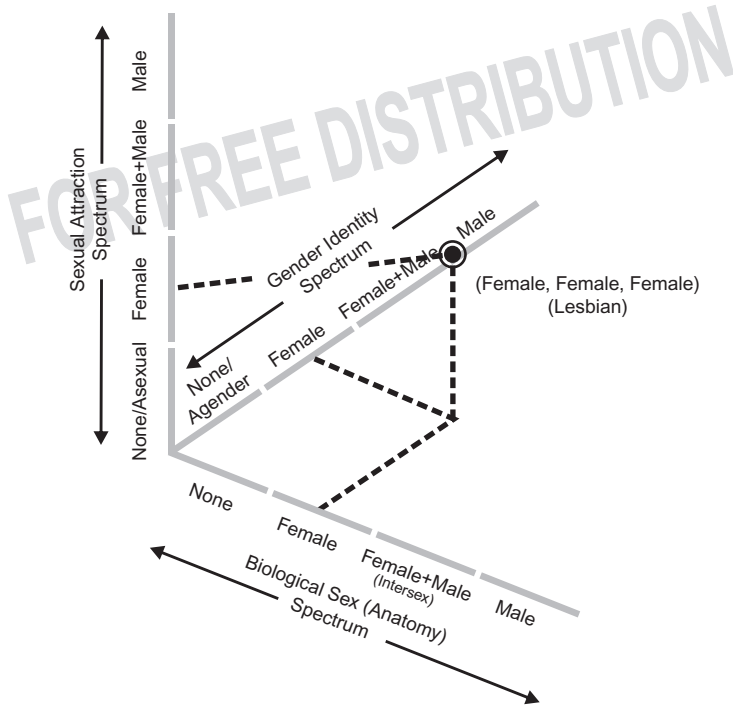 FOR FREE DISTRIBUTION
Sexual Attraction
Spectrum
Male
Female+Male
Female
None/Asexual
Gender Identity
Spectrum
None/
Agender
Female
Female+Male
Male
(Female, Female, Female)
(Lesbian)
None
Female
Female+Male
(Intersex)
Male
Biological Sex (Anatomy)
Spectrum